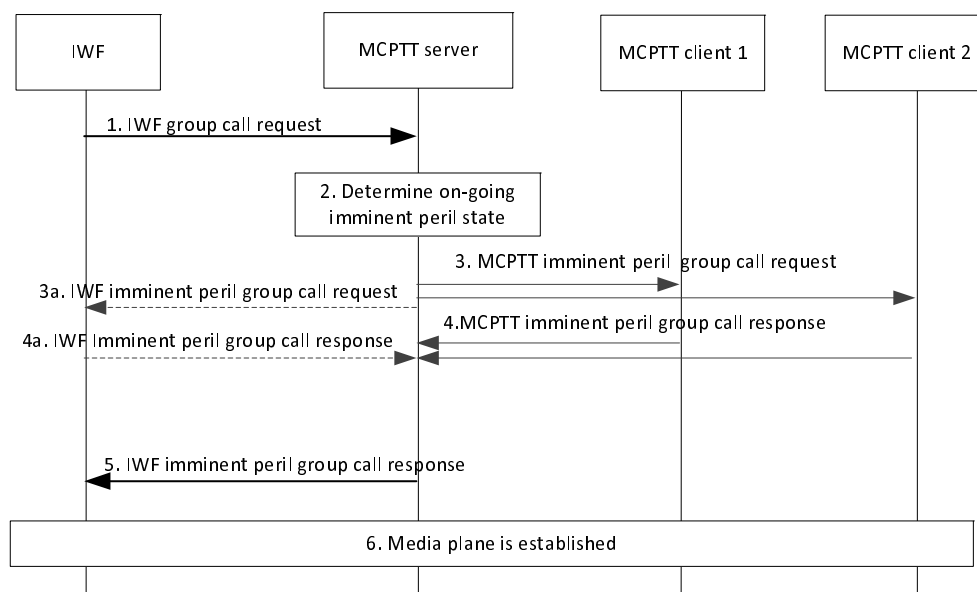 IWF
MCPTT server
MCPTT client 1
MCPTT client 2
1. IWF group call request
2. Determine on-going
imminent peril state
3. MCPTT imminent peril group call request
3a. IWF imminent peril group call request
4.MCPTT imminent peril group call response
4a. IWF Imminent peril group call response
5. IWF imminent peril group call response
6. Media plane is established